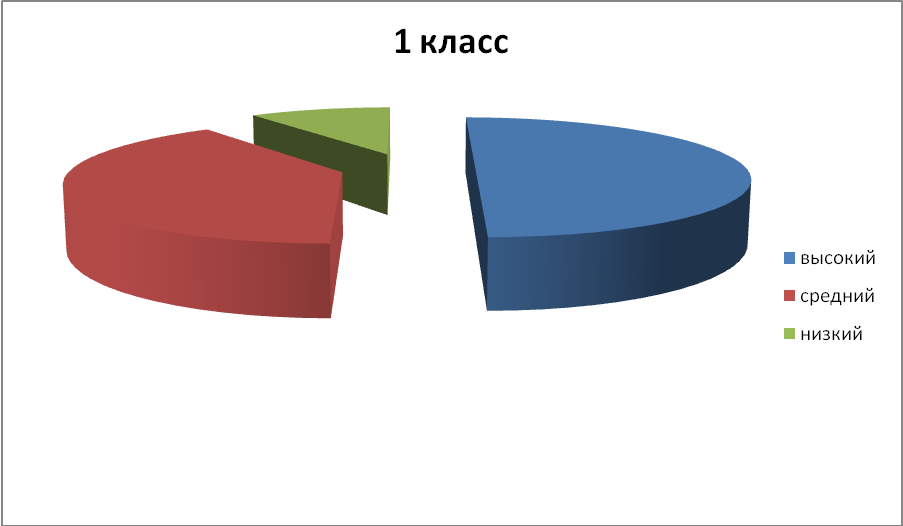 1 класс
высокий
средний
низкий